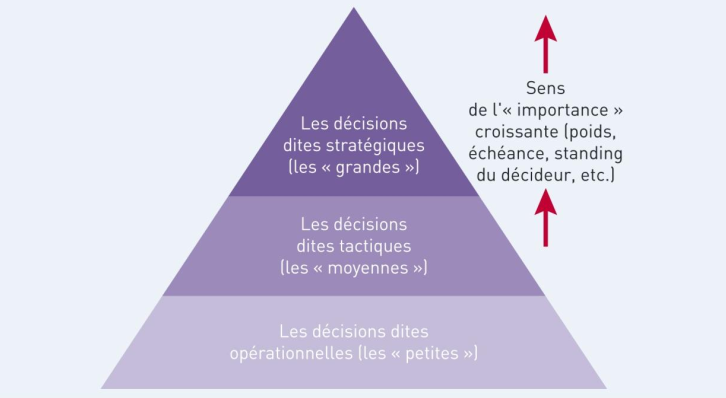 Les décisions
dites stratégiques
(les « grandes »)
Sens
de l'« importance »
croissante (poids,
échéance, standing
du décideur, etc.)
Les décisions
dites tactiques
(les « moyennes »)
Les décisions dites
opérationnelles (les « petites »)